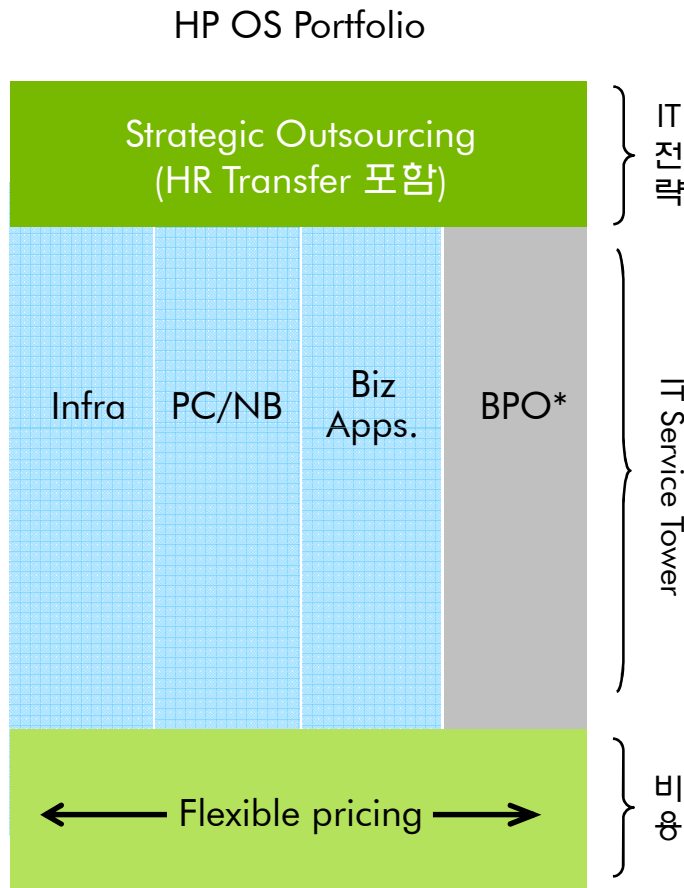 HP OS Portfolio
Strategic Outsourcing
(HR Transfer 포함)
IT
전
략
Infra
PC/NB
Biz
Apps.
BPO*
IT Service Tower
Flexible pricing
비
용